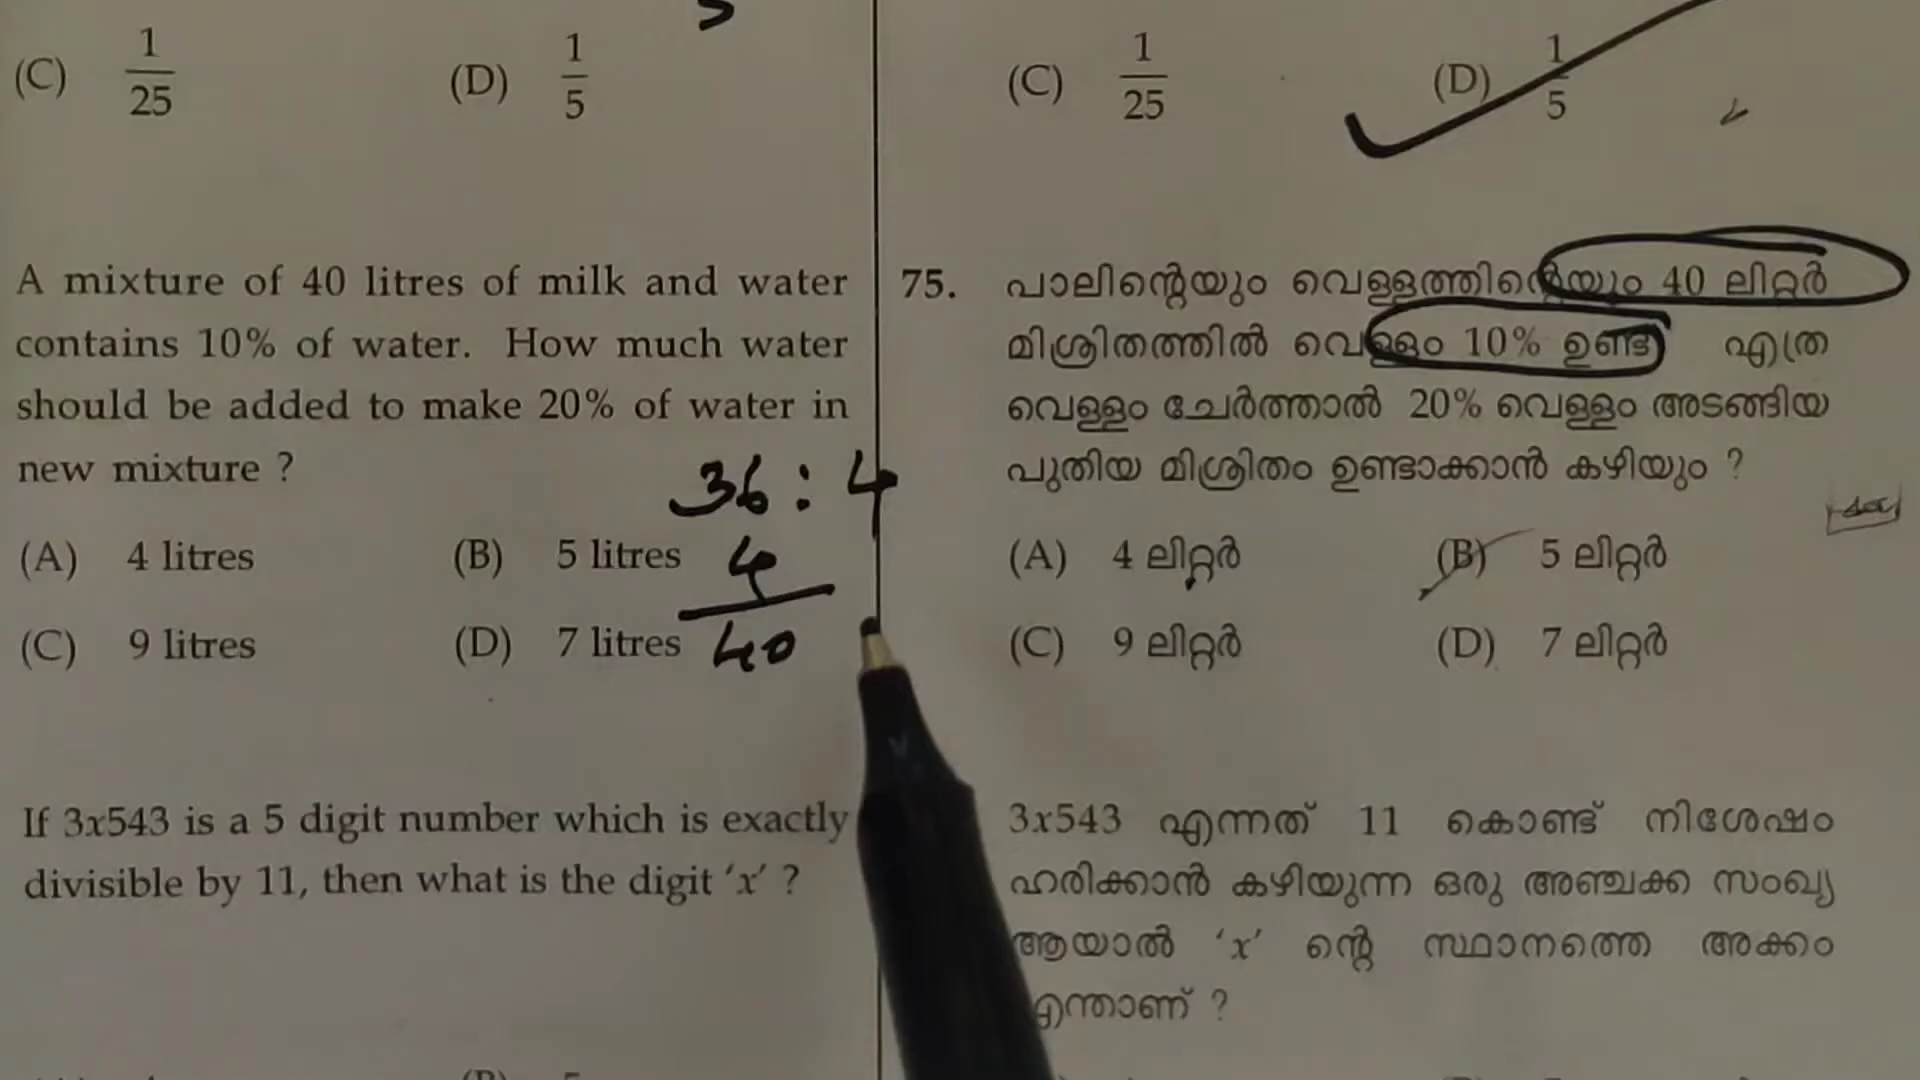 (C) 1/25 (D) 1/5
A mixture of 40 litres of milk and water
contains 10% of water. How much water
should be added to make 20% of water in
new mixture ?
36 : 4
4
40
(A) 4 litres (B) 5 litres
(C) 9 litres (D) 7 litres
If 3x543 is a 5 digit number which is exactly
divisible by 11, then what is the digit ‘x’ ?
(C) 1/25 (D) 1/5
75. പാലിന്റെയും വെള്ളത്തിന്റെയും 40 ലിറ്റർ
മിശ്രിതത്തിൽ വെള്ളം 10% ഉണ്ട് എത്ര
വെള്ളം ചേർത്താൽ 20% വെള്ളം അടങ്ങിയ
പുതിയ മിശ്രിതം ഉണ്ടാക്കാൻ കഴിയും ?
(A) 4 ലിറ്റർ (B) 5 ലിറ്റർ
(C) 9 ലിറ്റർ (D) 7 ലിറ്റർ
3x543 എന്നത് 11 കൊണ്ട് നിശേഷം
ഹരിക്കാൻ കഴിയുന്ന ഒരു അഞ്ചക്ക സംഖ്യ
ആയാൽ ‘x’ ന്റെ സ്ഥാനത്തെ അക്കം
എന്താണ് ?